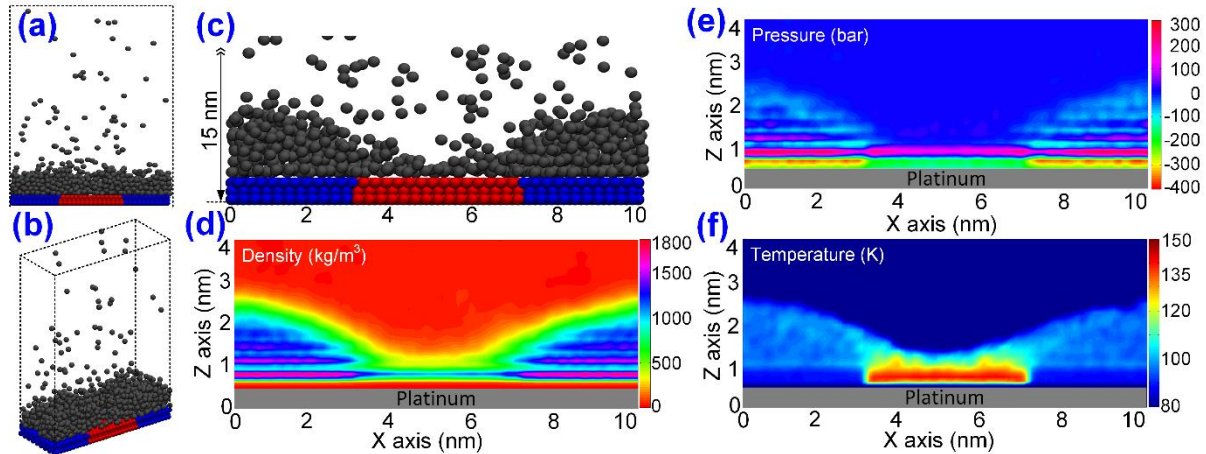 (a)
(b)
(c)
15 nm
0 2 4 6 8 10
(d)
Density (kg/m³)
4
3
2
1
0
Z axis (nm)
Platinum
0 2 4 6 8 10
X axis (nm)
1800
1500
1000
500
0
(e)
Pressure (bar)
4
3
2
1
0
Z axis (nm)
Platinum
0 2 4 6 8 10
X axis (nm)
300
200
100
0
-100
-200
-300
-400
(f)
Temperature (K)
4
3
2
1
0
Z axis (nm)
Platinum
0 2 4 6 8 10
X axis (nm)
150
135
125
110
100
90
80